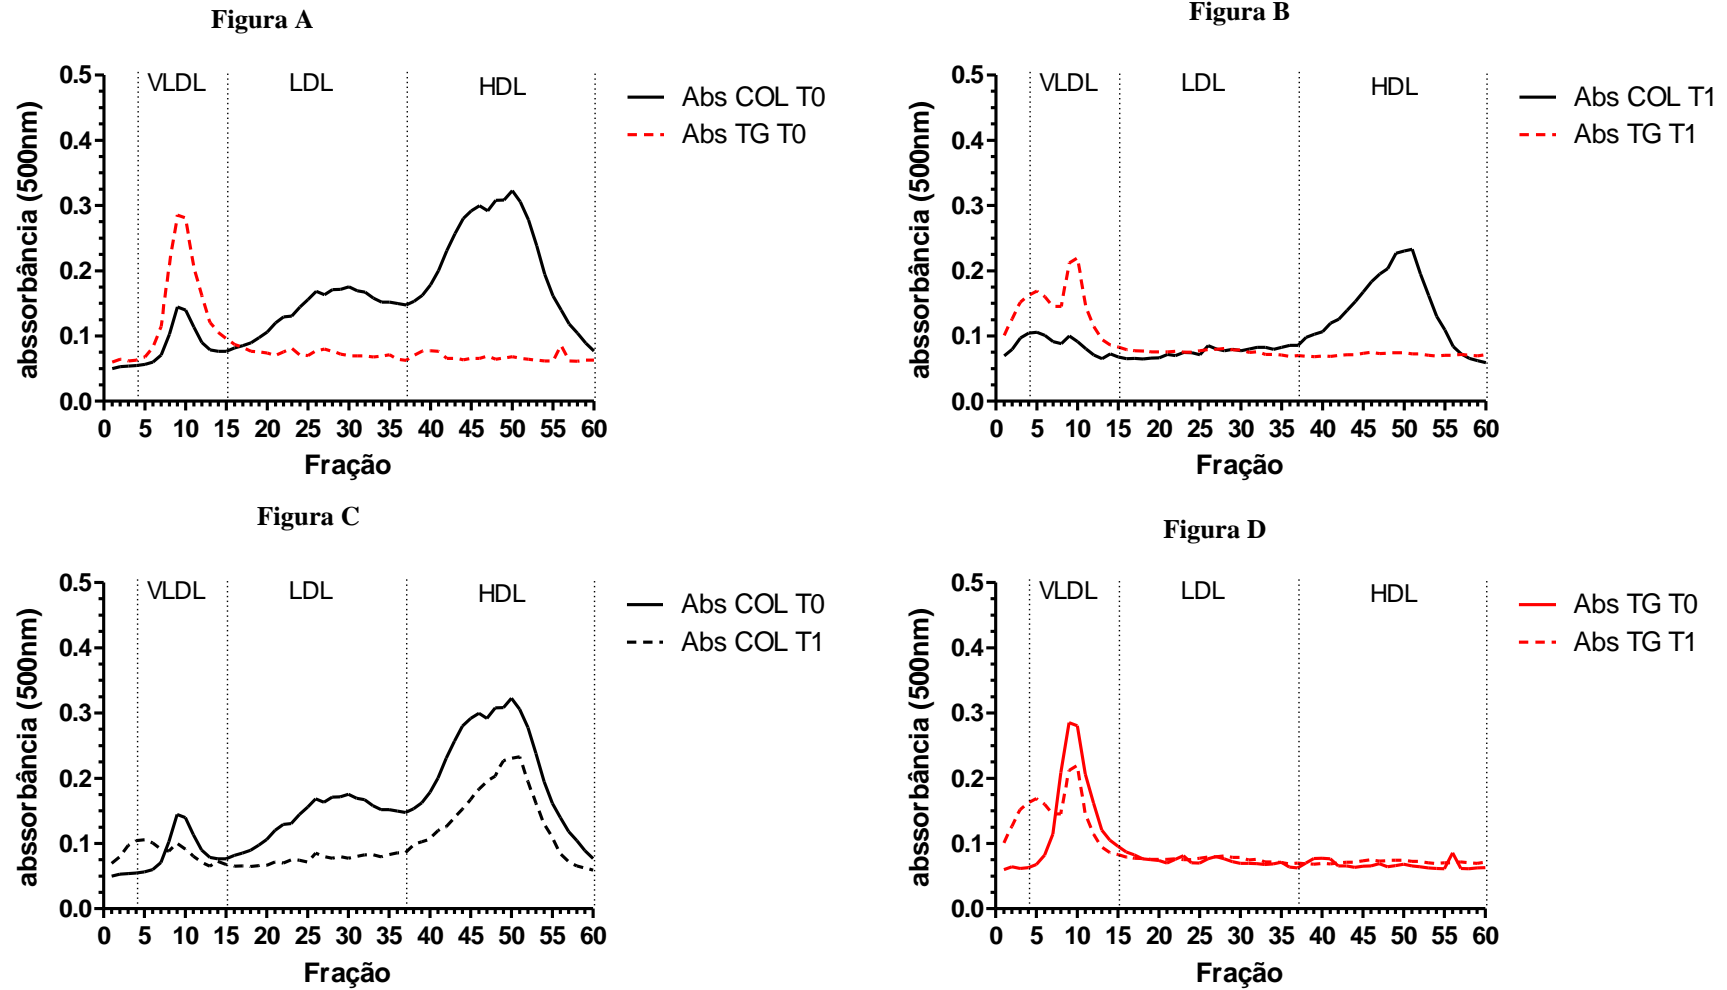 Figura A
0.5
0.4
0.3
0.2
0.1
0.0
abssorbância (500nm)
VLDL
LDL
HDL
Abs COL T0
Abs TG T0
0 5 10 15 20 25 30 35 40 45 50 55 60
Fração
Figura B
0.5
0.4
0.3
0.2
0.1
0.0
abssorbância (500nm)
VLDL
LDL
HDL
Abs COL T1
Abs TG T1
0 5 10 15 20 25 30 35 40 45 50 55 60
Fração
Figura C
0.5
0.4
0.3
0.2
0.1
0.0
abssorbância (500nm)
VLDL
LDL
HDL
Abs COL T0
Abs COL T1
0 5 10 15 20 25 30 35 40 45 50 55 60
Fração
Figura D
0.5
0.4
0.3
0.2
0.1
0.0
abssorbância (500nm)
VLDL
LDL
HDL
Abs TG T0
Abs TG T1
0 5 10 15 20 25 30 35 40 45 50 55 60
Fração